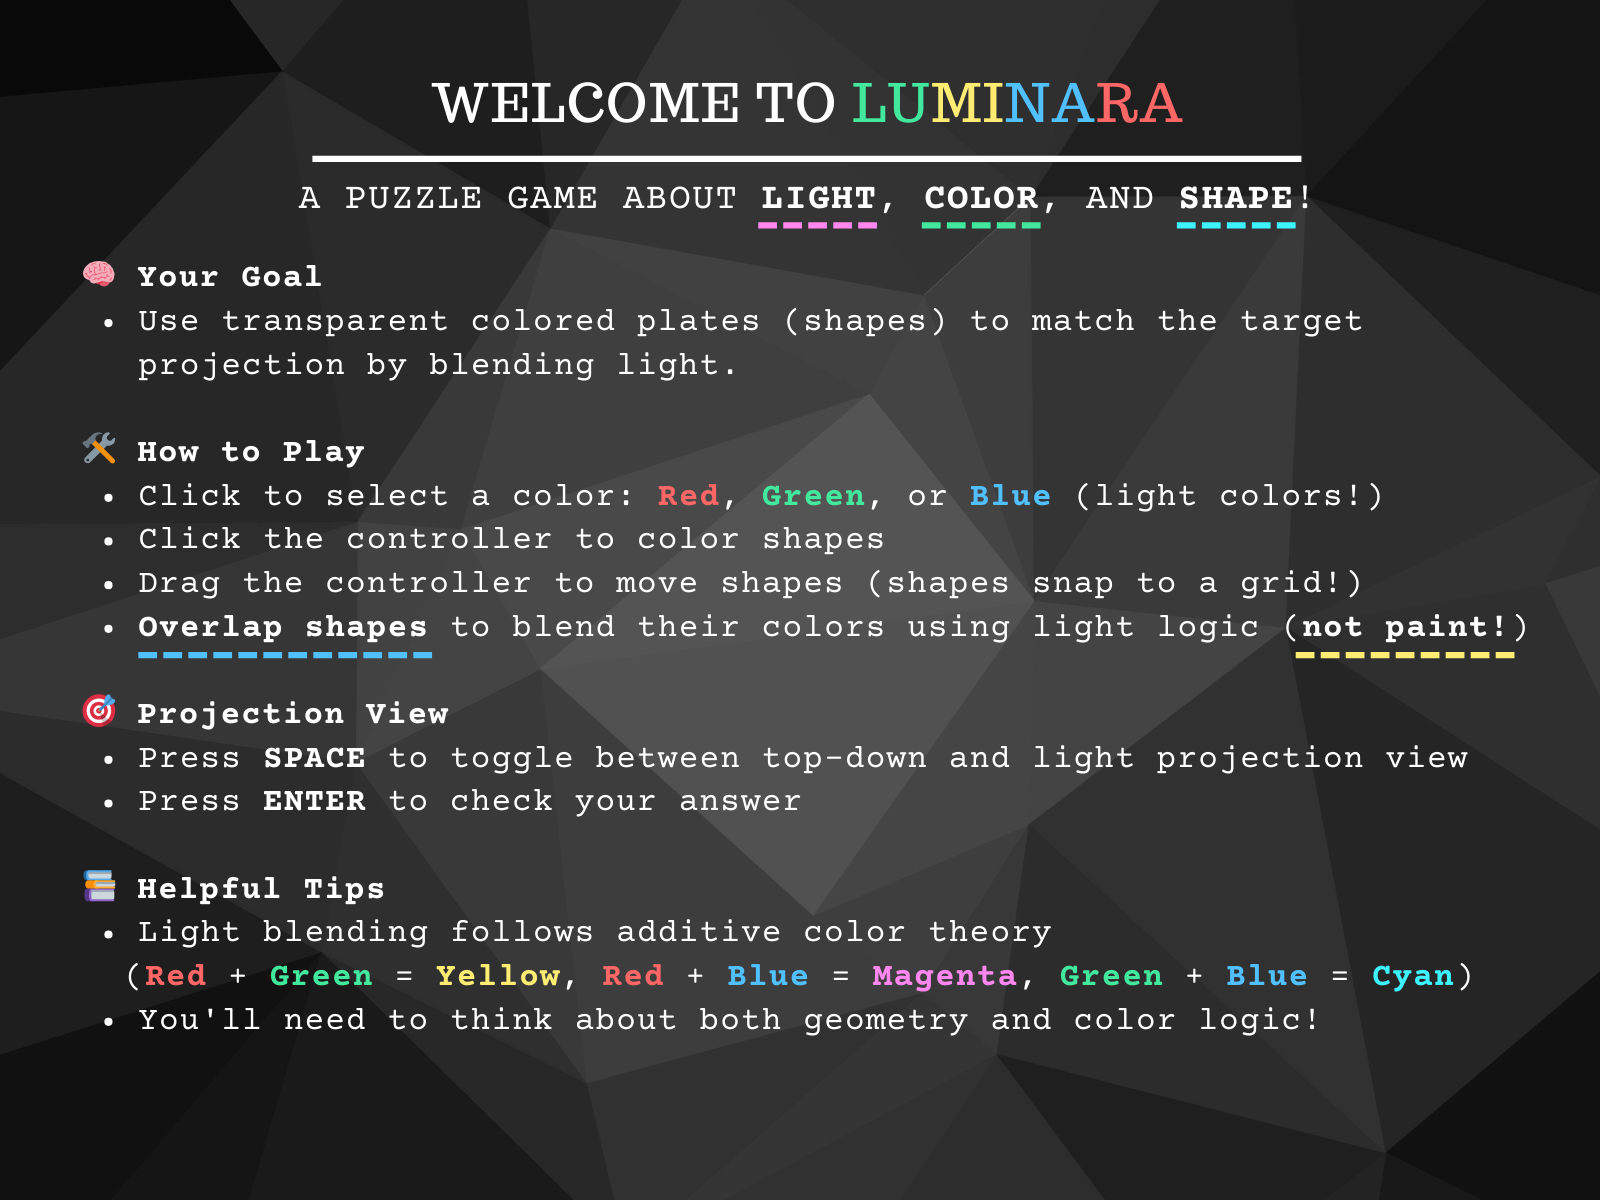 WELCOME TO LUMINARA
A PUZZLE GAME ABOUT LIGHT, COLOR, AND SHAPE!
🧠 Your Goal
• Use transparent colored plates (shapes) to match the target
projection by blending light.
🛠️ How to Play
• Click to select a color: Red, Green, or Blue (light colors!)
• Click the controller to color shapes
• Drag the controller to move shapes (shapes snap to a grid!)
• Overlap shapes to blend their colors using light logic (not paint!)
🎯 Projection View
• Press SPACE to toggle between top-down and light projection view
• Press ENTER to check your answer
📚 Helpful Tips
• Light blending follows additive color theory
(Red + Green = Yellow, Red + Blue = Magenta, Green + Blue = Cyan)
• You'll need to think about both geometry and color logic!